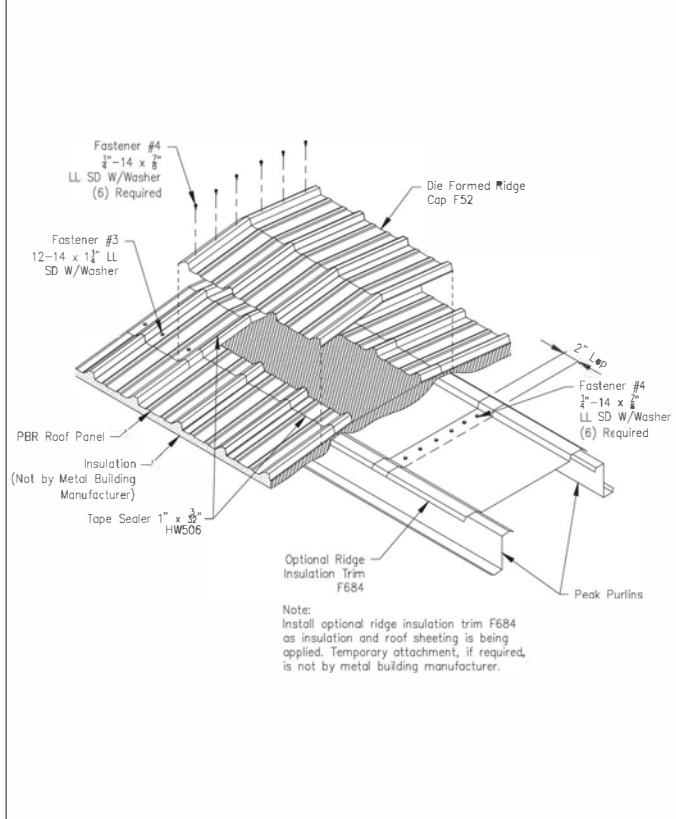 Fastener #4
1/4"-14 x 7/8"
LL SD W/Washer
(6) Required
Die Formed Ridge
Cap F52
Fastener #3
12-14 x 1 1/4" LL
SD W/Washer
2" Lap
Fastener #4
1/4"-14 x 7/8"
LL SD W/Washer
(6) Required
PBR Roof Panel
Insulation
(Not by Metal Building
Manufacturer)
Tape Sealer 1" x 3/32"
HW506
Optional Ridge
Insulation Trim
F684
Peak Purlins
Note:
Install optional ridge insulation trim F684
as insulation and roof sheeting is being
applied. Temporary attachment, if required,
is not by metal building manufacturer.